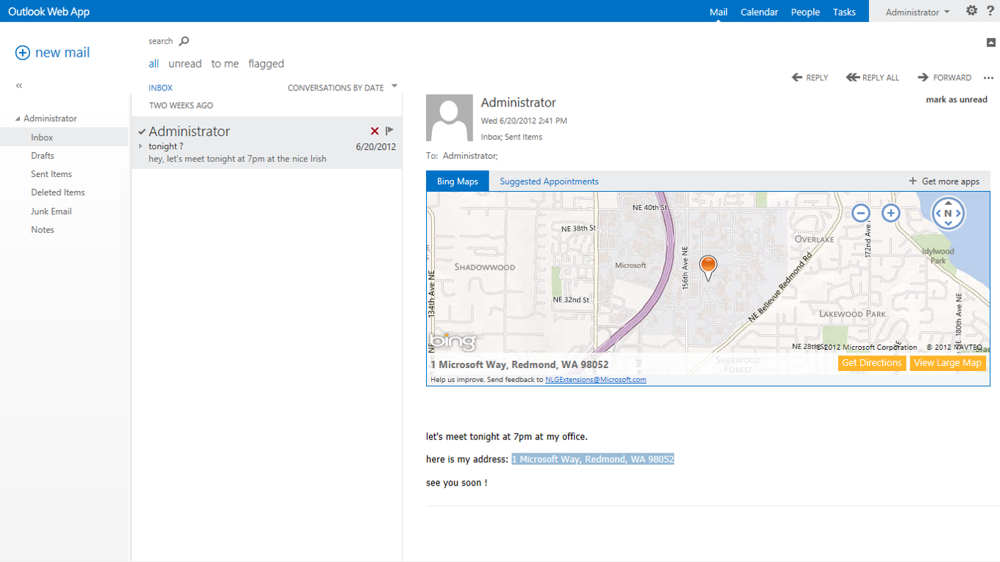 Outlook Web App
Mail Calendar People Tasks Administrator ?
new mail
search
all unread to me flagged
«
INBOX CONVERSATIONS BY DATE
TWO WEEKS AGO
Administrator
Inbox
Drafts
Sent Items
Deleted Items
Junk Email
Notes
Administrator
tonight ? 6/20/2012
hey, let's meet tonight at 7pm at the nice Irish
REPLY REPLY ALL FORWARD ...
mark as unread
Administrator
Wed 6/20/2012 2:41 PM
Inbox; Sent Items
To: Administrator;
Bing Maps Suggested Appointments + Get more apps
NE 40th St
NE 38th St
N
172nd Ave
OVERLAKE
Idylwood
Park
SHADOWWOOD
Microsoft
156th Ave NE
134th Ave NE
NE 32nd St
NE Bellevue Redmond Rd
LAKEWOOD PARK
180th Ave NE
bing
NE 28th
© 2012 Microsoft Corporation © 2012 NAVTEQ
SHERWOOD
FOREST
1 Microsoft Way, Redmond, WA 98052
Get Directions View Large Map
Help us improve. Send feedback to NLGExtensions@Microsoft.com
let's meet tonight at 7pm at my office.
here is my address: 1 Microsoft Way, Redmond, WA 98052
see you soon !